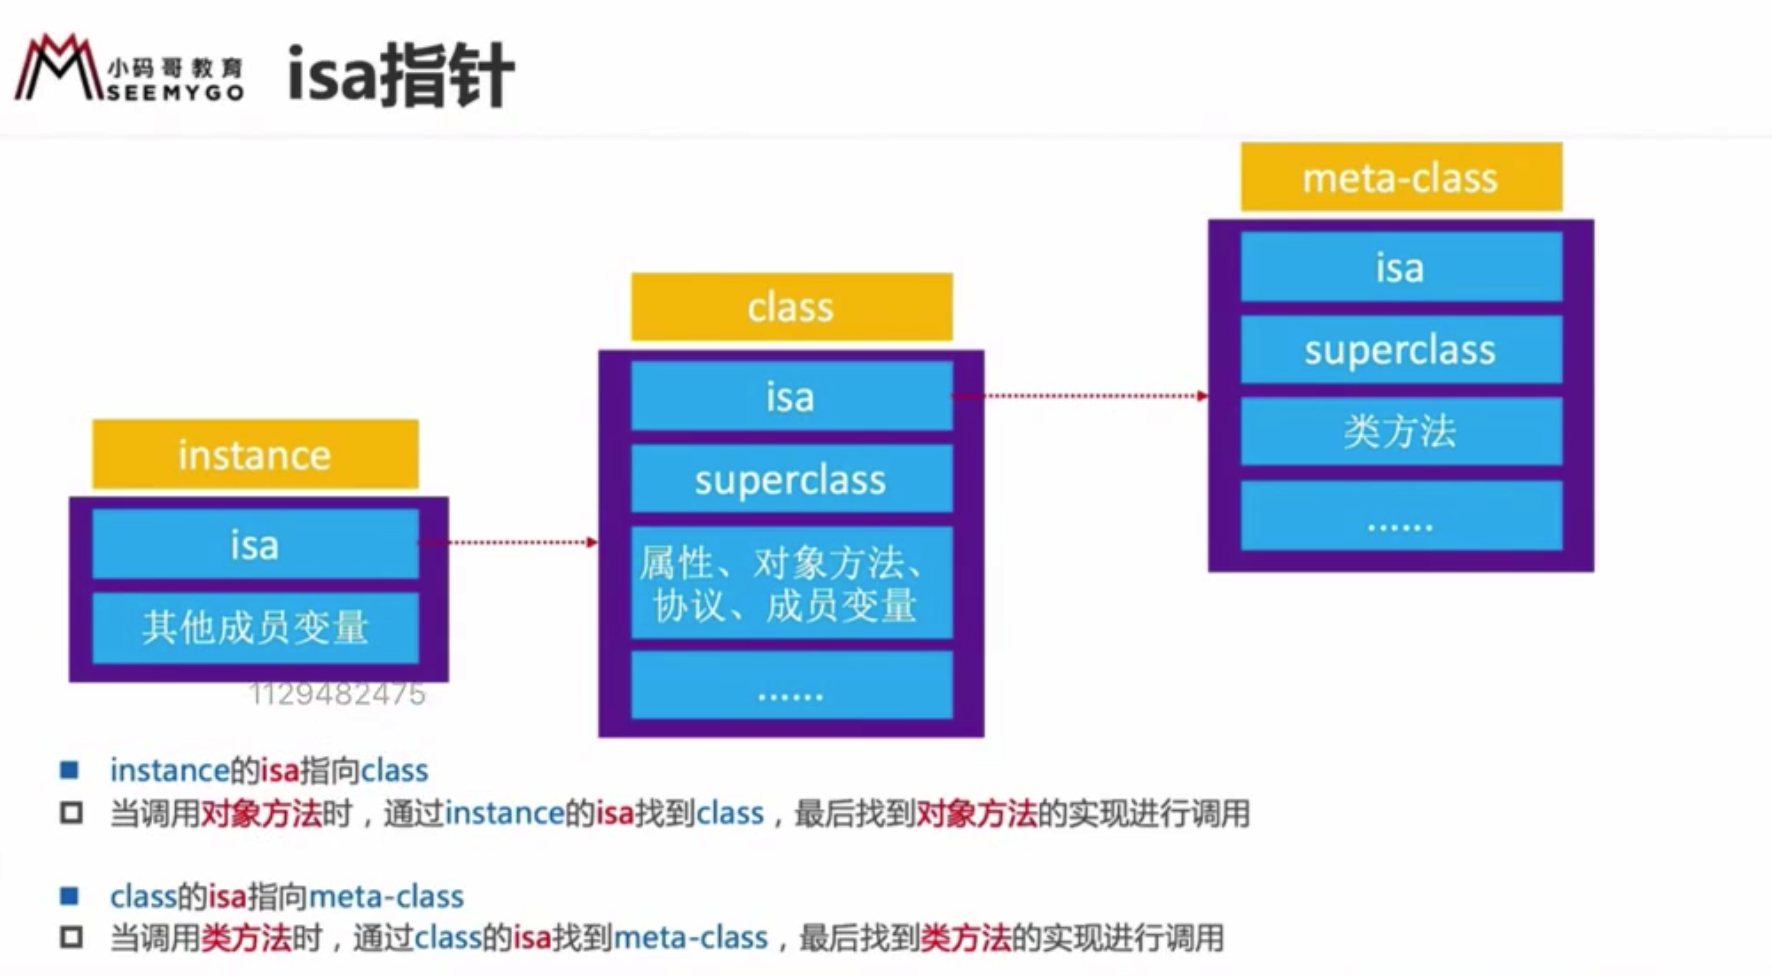 小码哥教育
SEEMYGO
isa指针
instance
isa
其他成员变量
1129482475
class
isa
superclass
属性、对象方法、
协议、成员变量
......
meta-class
isa
superclass
类方法
......
instance的isa指向class
当调用对象方法时，通过instance的isa找到class，最后找到对象方法的实现进行调用
class的isa指向meta-class
当调用类方法时，通过class的isa找到meta-class，最后找到类方法的实现进行调用